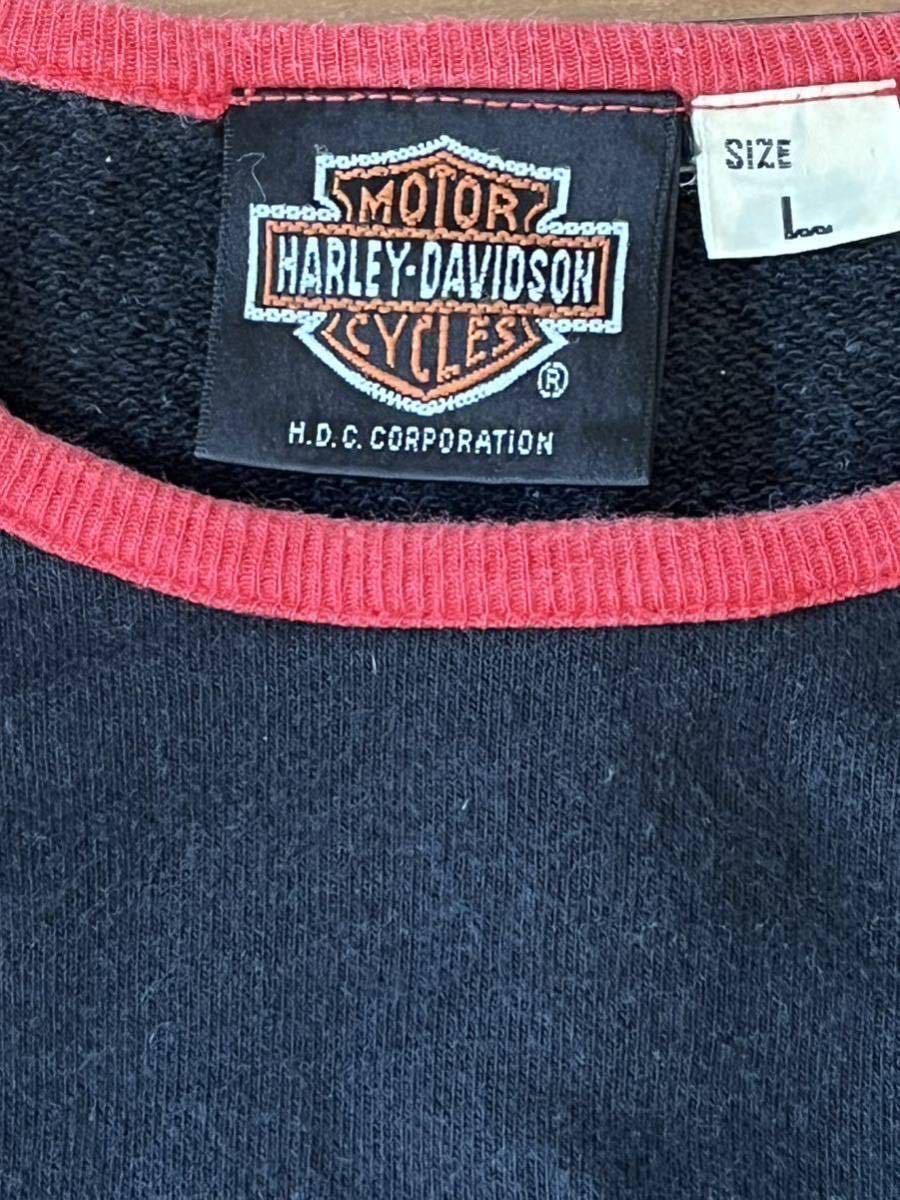 MOTOR
HARLEY-DAVIDSON
CYCLES
®
H.D.C. CORPORATION
SIZE
L